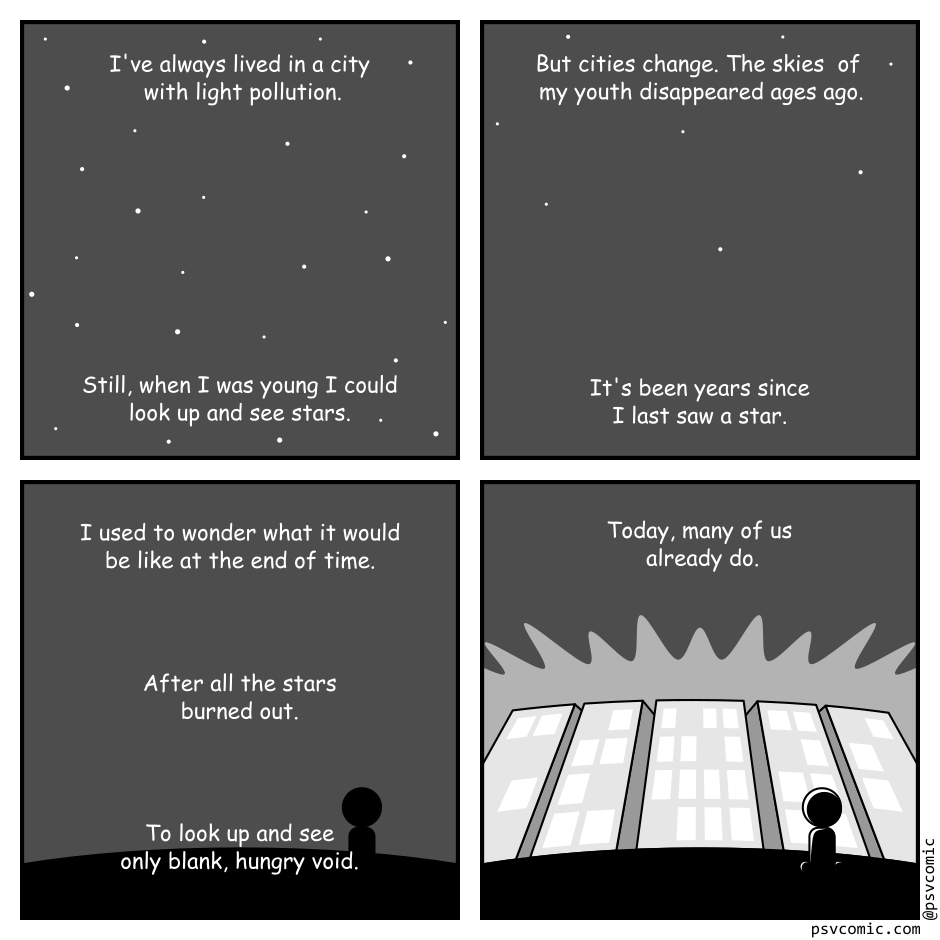 I've always lived in a city
with light pollution.
Still, when I was young I could
look up and see stars.
But cities change. The skies  of
my youth disappeared ages ago.
It's been years since
I last saw a star.
I used to wonder what it would
be like at the end of time.
After all the stars
burned out.
To look up and see
only blank, hungry void.
Today, many of us
already do.
@psvcomic
psvcomic.com